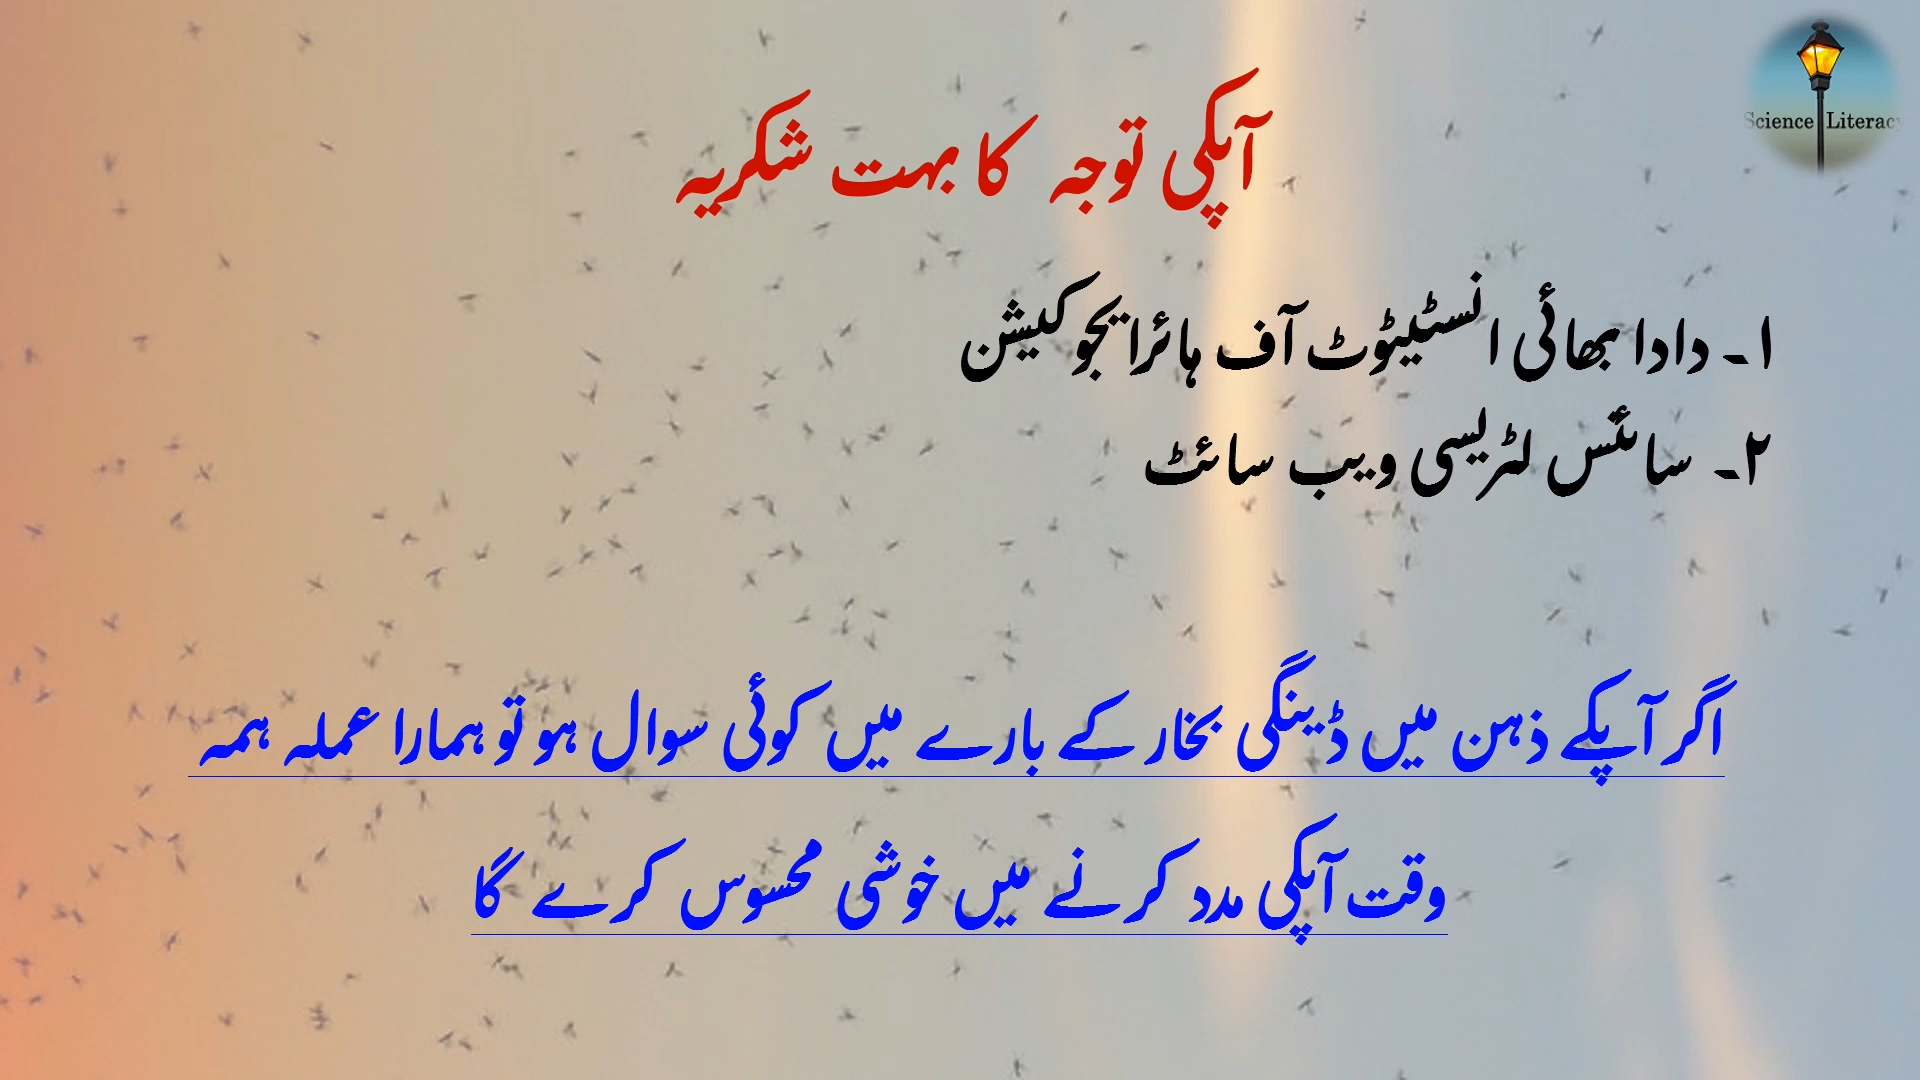 Science Literacy
آپکی توجہ کا بہت شکریہ
۱۔ دادا بھائی انسٹیٹوٹ آف ہائرایجوکیشن
۲۔ سائنس لٹریسی ویب سائٹ
اگر آپکے ذہن میں ڈینگی بخار کے بارے میں کوئی سوال ہو تو ہمارا عملہ ہمہ
وقت آپکی مدد کرنے میں خوشی محسوس کرے گا